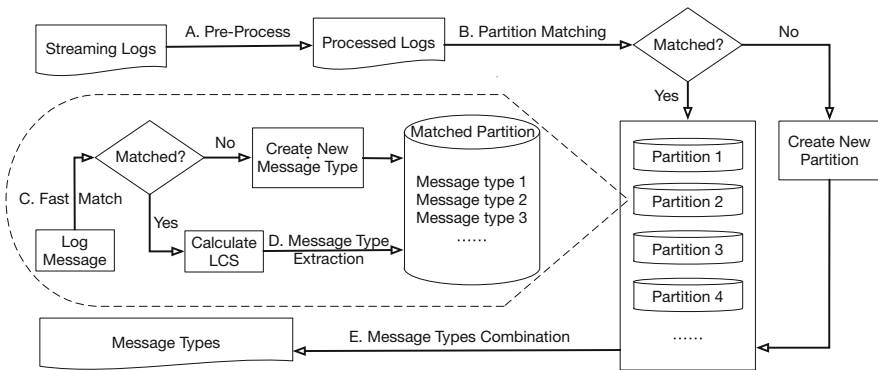 Streaming Logs
A. Pre-Process
Processed Logs
B. Partition Matching
Matched?
No
Yes
Create New
Partition
Partition 1
Partition 2
Partition 3
Partition 4
......
C. Fast Match
Log
Message
Matched?
No
Create New
Message Type
Yes
Calculate
LCS
D. Message Type
Extraction
Matched Partition
Message type 1
Message type 2
Message type 3
......
E. Message Types Combination
Message Types